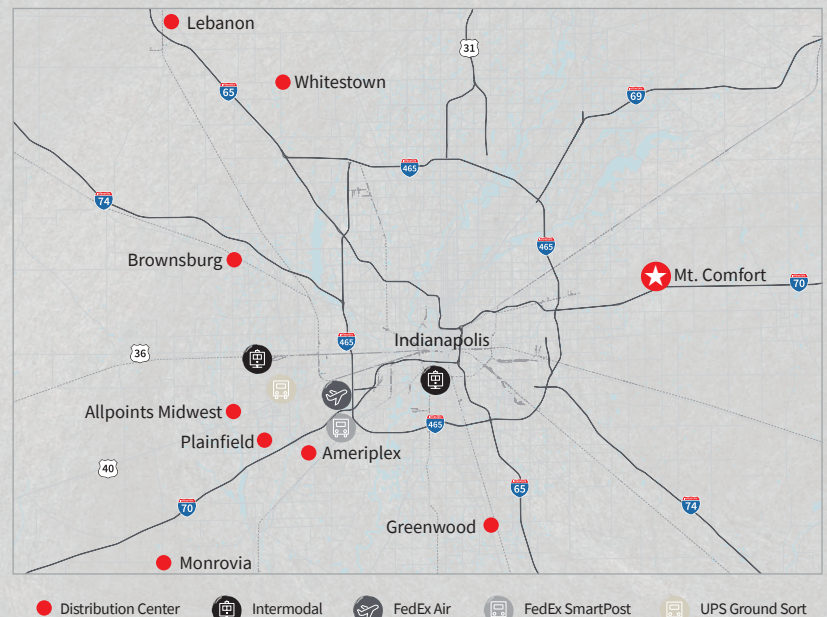 Lebanon
31
Whitestown
65
69
465
74
465
Mt. Comfort
Brownsburg
70
465
Indianapolis
36
Allpoints Midwest
Plainfield
465
Ameriplex
40
65
70
74
Greenwood
Monrovia
Distribution Center
Intermodal
FedEx Air
FedEx SmartPost
UPS Ground Sort